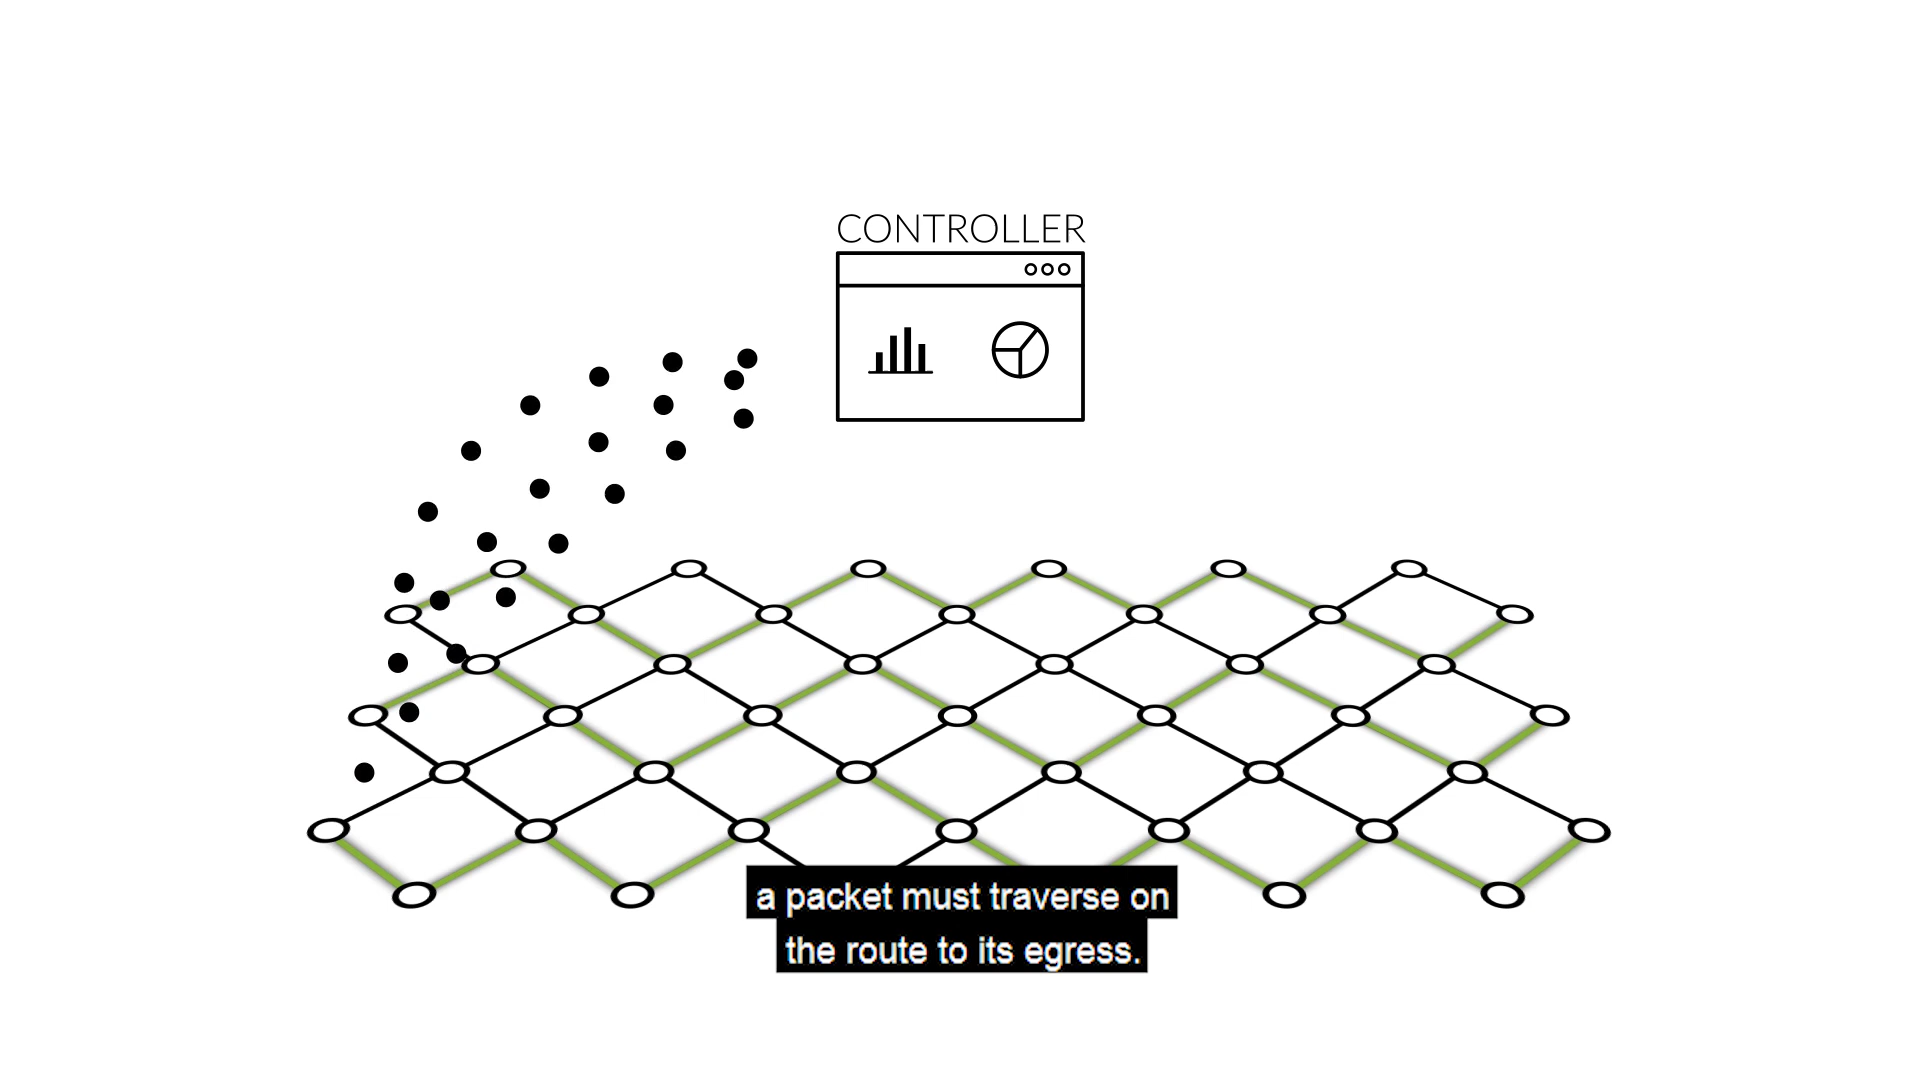 CONTROLLER
a packet must traverse on
the route to its egress.